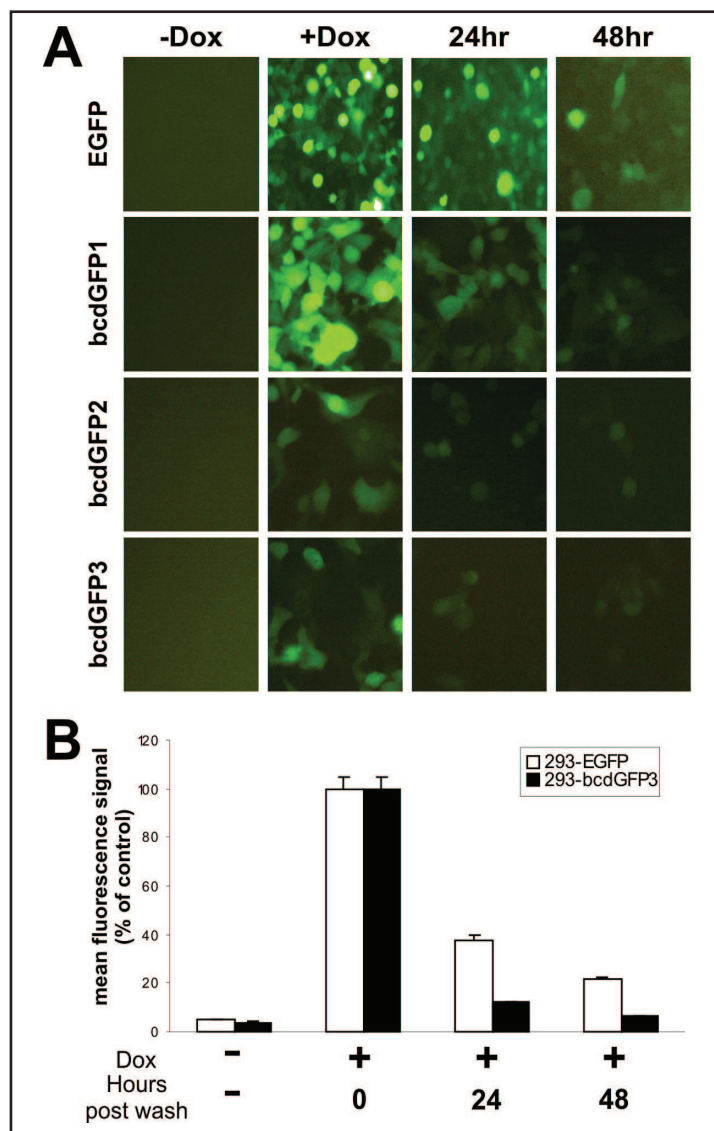 A
-Dox +Dox 24hr 48hr
EGFP
bcdGFP1
bcdGFP2
bcdGFP3
B
mean fluorescence signal
(% of control)
120
100
80
60
40
20
0
293-EGFP
293-bcdGFP3
Dox - + + +
Hours
post wash - 0 24 48